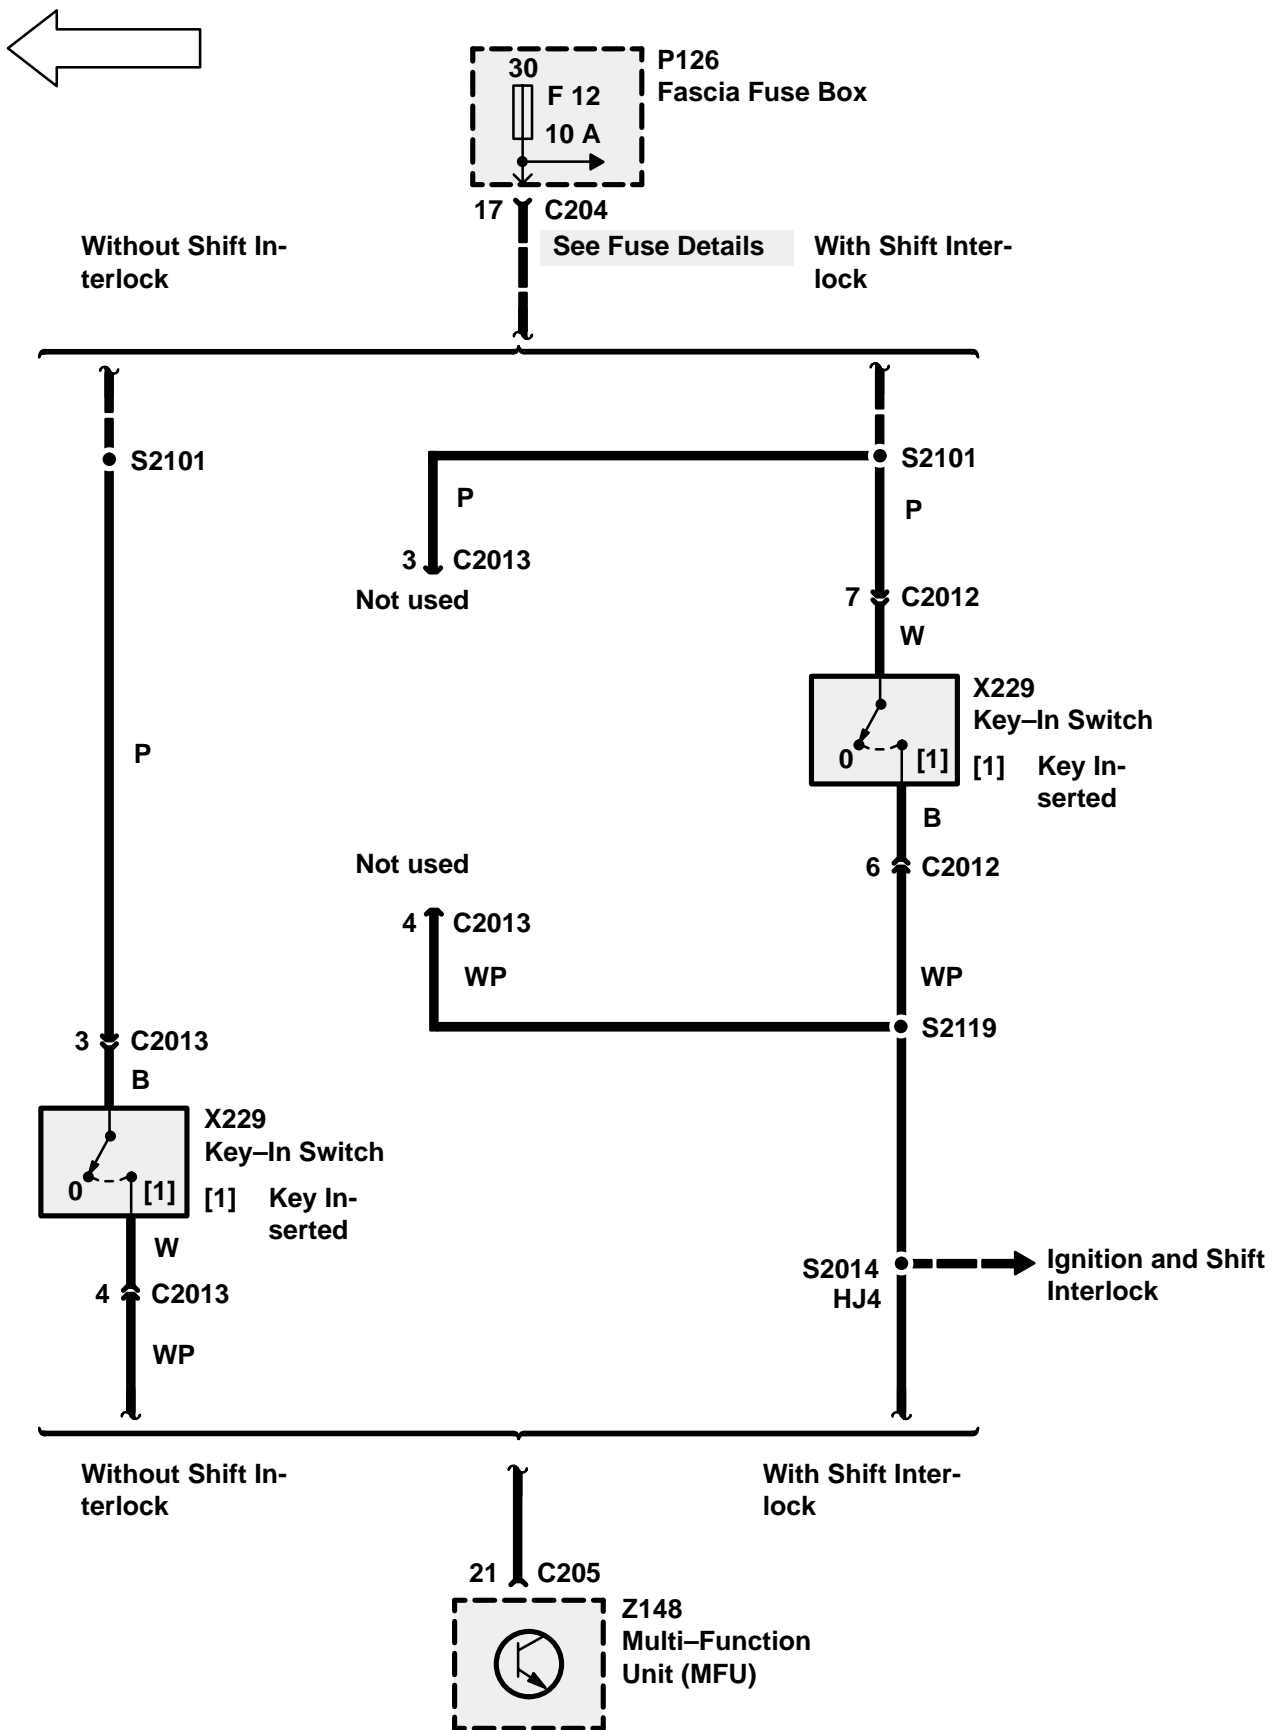 P126
30
Fascia Fuse Box
F 12
10 A
17
C204
Without Shift In-
terlock
See Fuse Details
With Shift Inter-
lock
S2101
S2101
P
P
3
C2013
Not used
7
C2012
W
X229
Key–In Switch
0
[1]
[1]
Key In-
serted
P
B
Not used
6
C2012
4
C2013
WP
WP
S2119
3
C2013
B
X229
Key–In Switch
0
[1]
[1]
Key In-
serted
W
4
C2013
WP
S2014
HJ4
Ignition and Shift
Interlock
Without Shift In-
terlock
With Shift Inter-
lock
21
C205
Z148
Multi–Function
Unit (MFU)